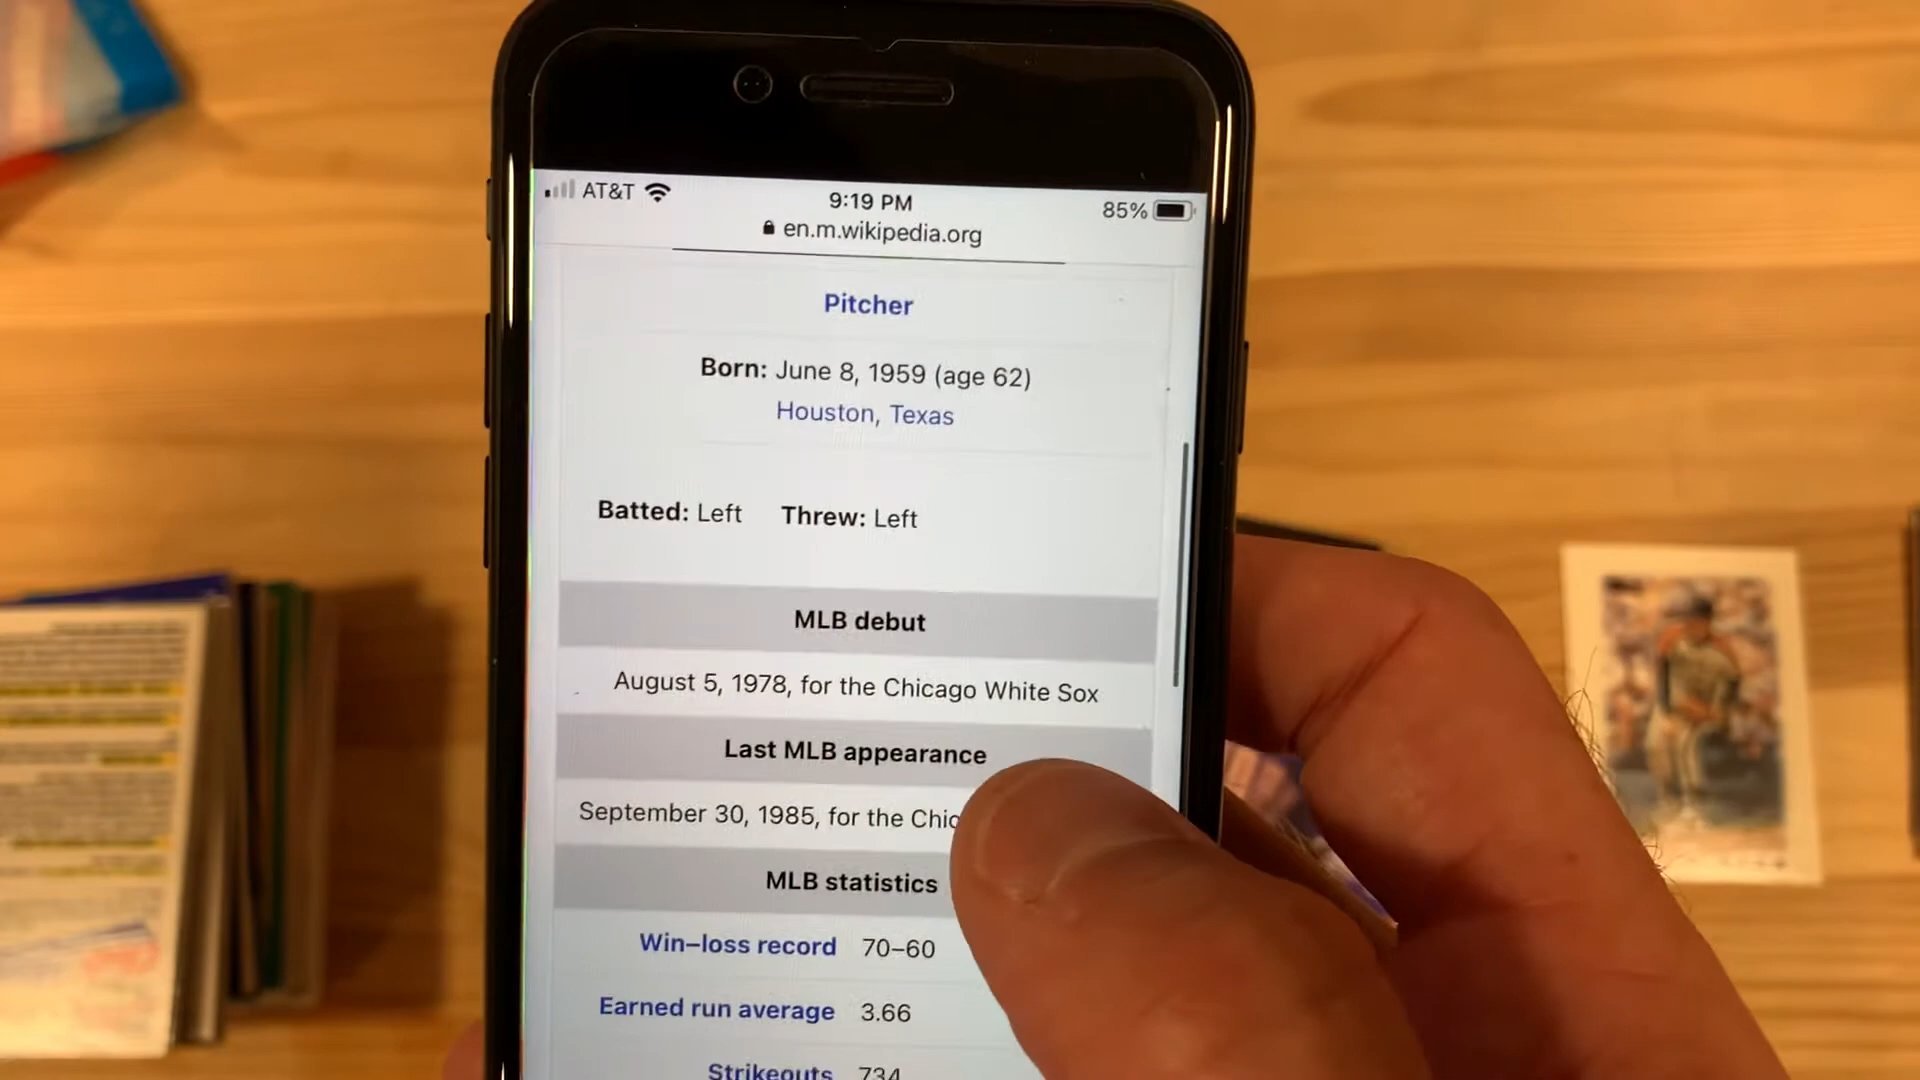 AT&T
9:19 PM
85%
en.m.wikipedia.org
Pitcher
Born: June 8, 1959 (age 62)
Houston, Texas
Batted: Left Threw: Left
MLB debut
August 5, 1978, for the Chicago White Sox
Last MLB appearance
September 30, 1985, for the Chic
MLB statistics
Win–loss record 70–60
Earned run average 3.66
Strikeouts 734